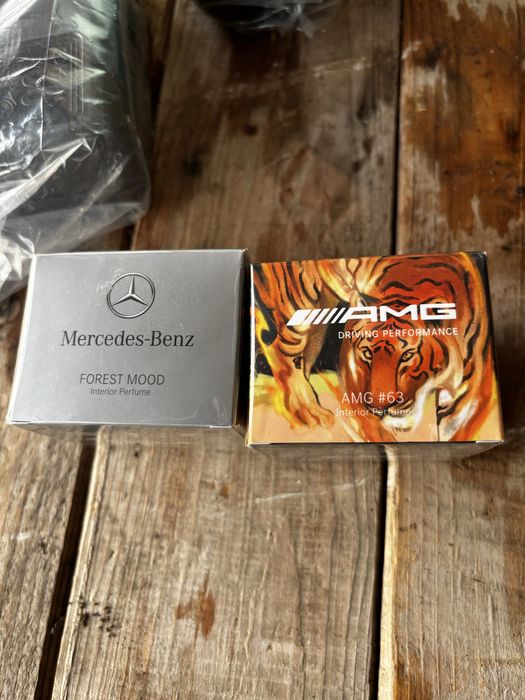 Mercedes-Benz
FOREST MOOD
Interior Perfume
AMG
DRIVING PERFORMANCE
AMG #63
Interior Perfume